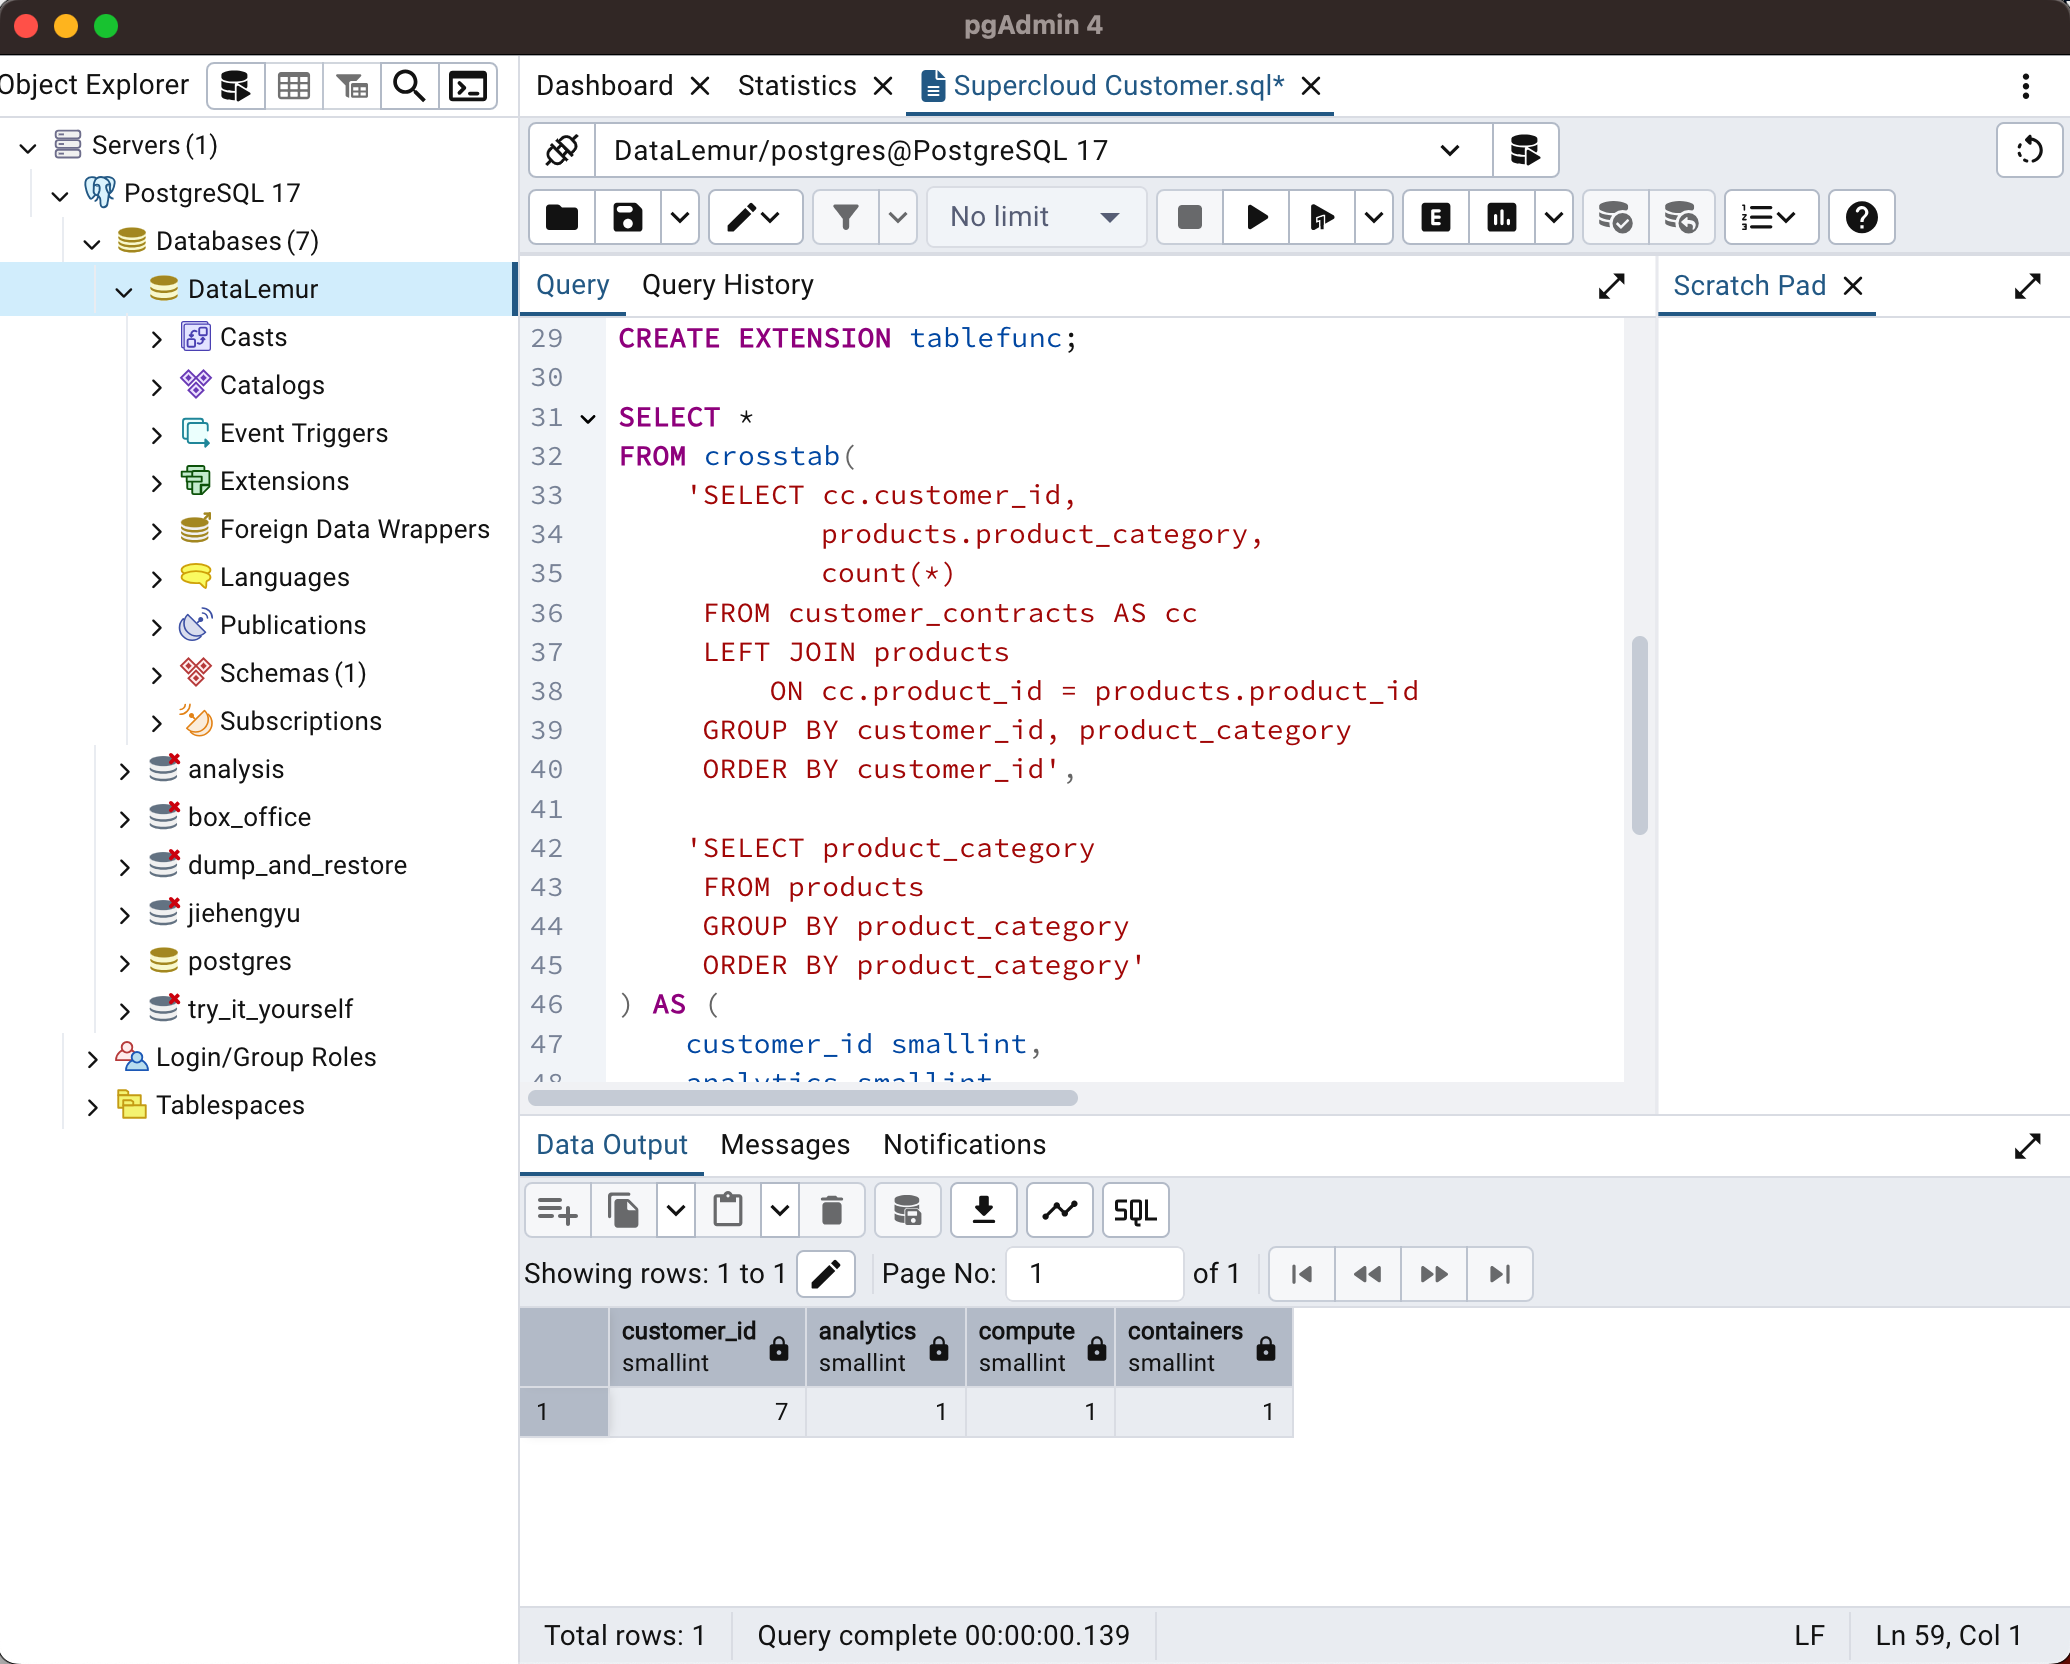 pgAdmin 4
Object Explorer
Dashboard
Statistics
Supercloud Customer.sql*
Servers (1)
PostgreSQL 17
Databases (7)
DataLemur
Casts
Catalogs
Event Triggers
Extensions
Foreign Data Wrappers
Languages
Publications
Schemas (1)
Subscriptions
analysis
box_office
dump_and_restore
jiehengyu
postgres
try_it_yourself
Login/Group Roles
Tablespaces
DataLemur/postgres@PostgreSQL 17
No limit
E
Query
Query History
Scratch Pad
29 CREATE EXTENSION tablefunc;
30
31 SELECT *
32 FROM crosstab(
33 'SELECT cc.customer_id,
34 products.product_category,
35 count(*)
36 FROM customer_contracts AS cc
37 LEFT JOIN products
38 ON cc.product_id = products.product_id
39 GROUP BY customer_id, product_category
40 ORDER BY customer_id',
41
42 'SELECT product_category
43 FROM products
44 GROUP BY product_category
45 ORDER BY product_category'
46 ) AS (
47 customer_id smallint,
48 analytics smallint
Data Output
Messages
Notifications
SQL
Showing rows: 1 to 1
Page No: 1 of 1
customer_id smallint
analytics smallint
compute smallint
containers smallint
1 7 1 1 1
Total rows: 1
Query complete 00:00:00.139
LF
Ln 59, Col 1